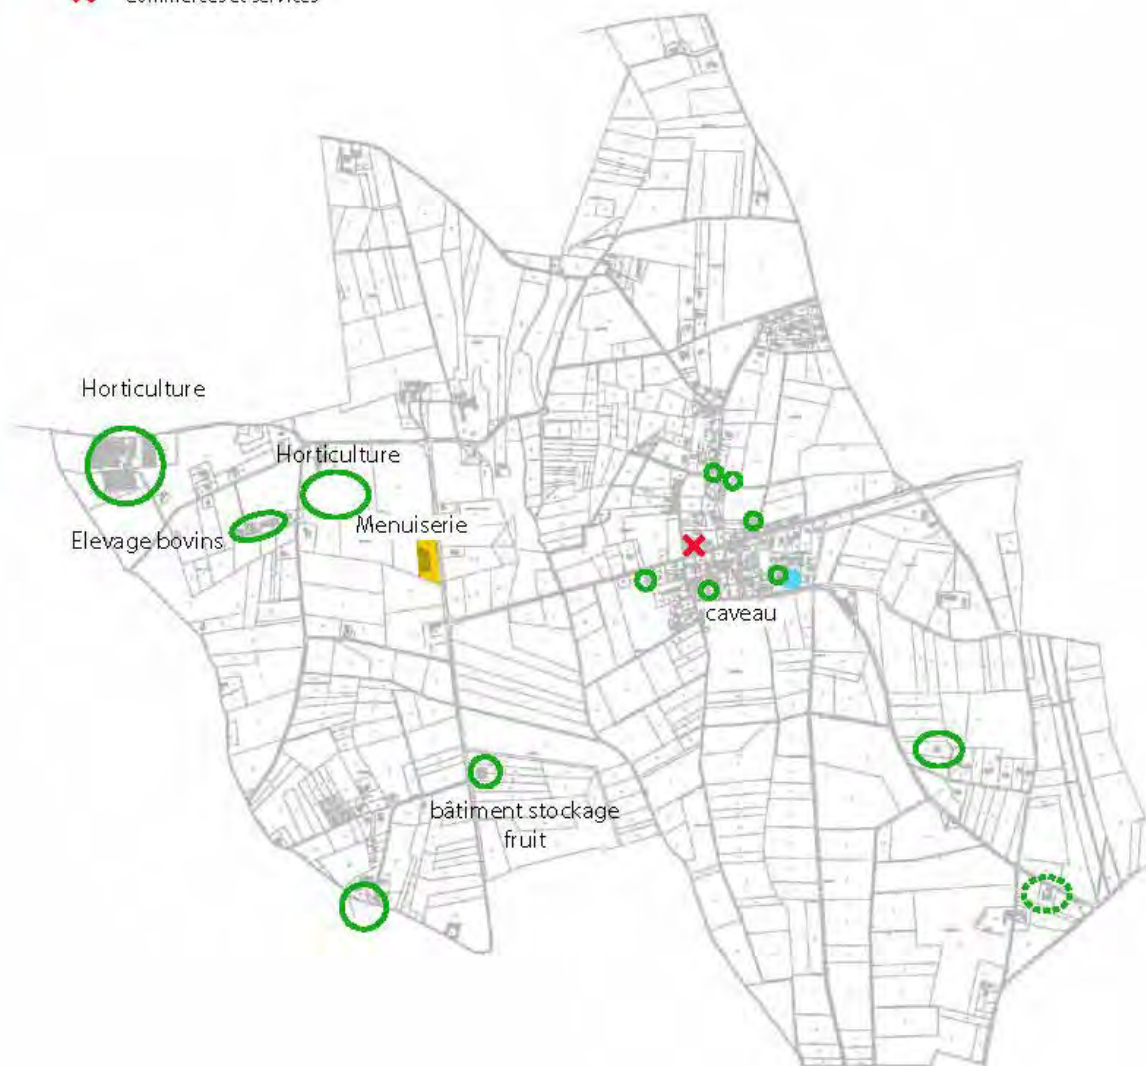 Commerces et services
Horticulture
Horticulture
Menuiserie
Elevage bovins
caveau
bâtiment stockage
fruit